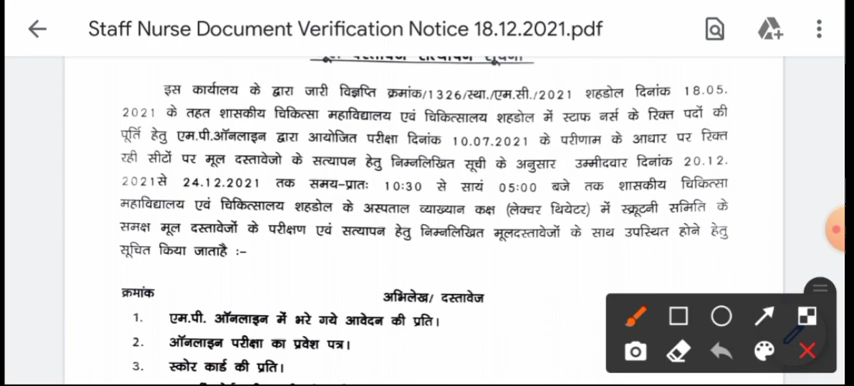 Staff Nurse Document Verification Notice 18.12.2021.pdf
इस कार्यालय के द्वारा जारी विज्ञप्ति क्रमांक/1326/स्था./एम.सी./2021 शहडोल दिनांक 18.05.
2021 के तहत शासकीय चिकित्सा महाविद्यालय एवं चिकित्सालय शहडोल में स्टाफ नर्स के रिक्त पदों की
पूर्ति हेतु एम.पी.ऑनलाइन द्वारा आयोजित परीक्षा दिनांक 10.07.2021 के परीणाम के आधार पर रिक्त
रही सीटों पर मूल दस्तावेजो के सत्यापन हेतु निम्नलिखित सूची के अनुसार उम्मीदवार दिनांक 20.12.
2021से 24.12.2021 तक समय-प्रातः 10:30 से सायं 05:00 बजे तक शासकीय चिकित्सा
महाविद्यालय एवं चिकित्सालय शहडोल के अस्पताल व्याख्यान कक्ष (लेक्चर थियेटर) में स्क्रूटनी समिति के
समक्ष मूल दस्तावेजों के परीक्षण एवं सत्यापन हेतु निम्नलिखित मूलदस्तावेजों के साथ उपस्थित होने हेतु
सूचित किया जाताहै :-
क्रमांक अभिलेख/ दस्तावेज
1. एम.पी. ऑनलाइन में भरे गये आवेदन की प्रति।
2. ऑनलाइन परीक्षा का प्रवेश पत्र।
3. स्कोर कार्ड की प्रति।